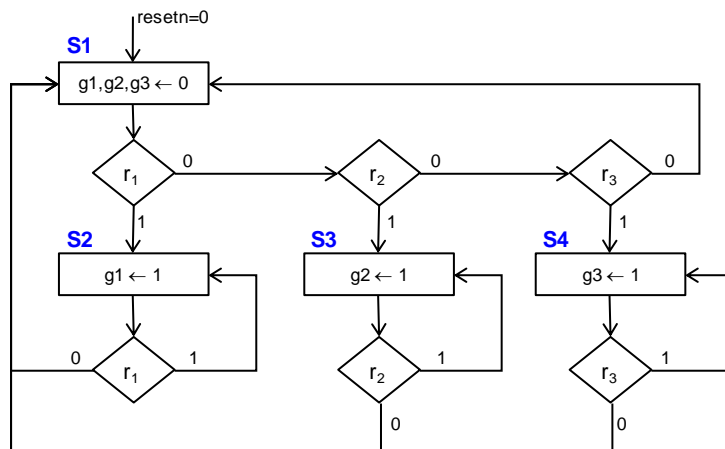 resetn=0
S1
g1,g2,g3 ← 0
r₁
0
r₂
0
r₃
0
1
1
1
S2
S3
S4
g1 ← 1
g2 ← 1
g3 ← 1
0
r₁
1
r₂
1
r₃
1
0
0